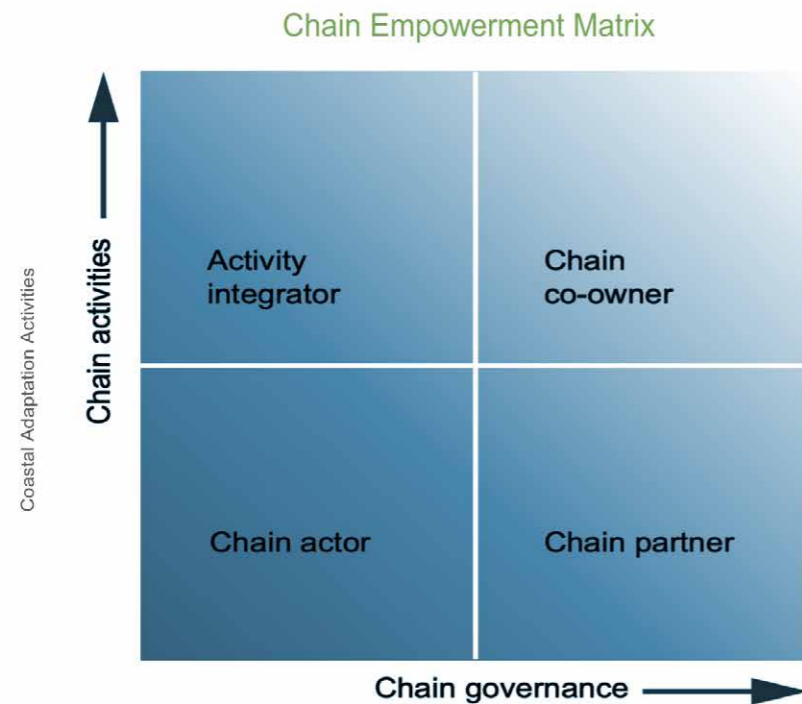 Chain Empowerment Matrix
Coastal Adaptation Activities
Chain activities
Activity
integrator
Chain
co-owner
Chain actor
Chain partner
Chain governance